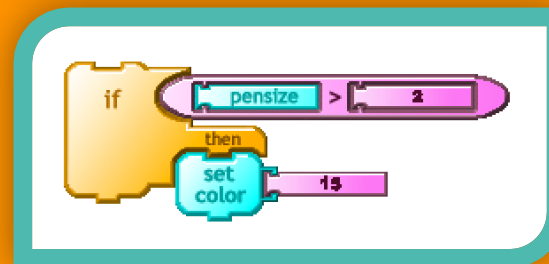 if pensize > 2
then
set
color 15